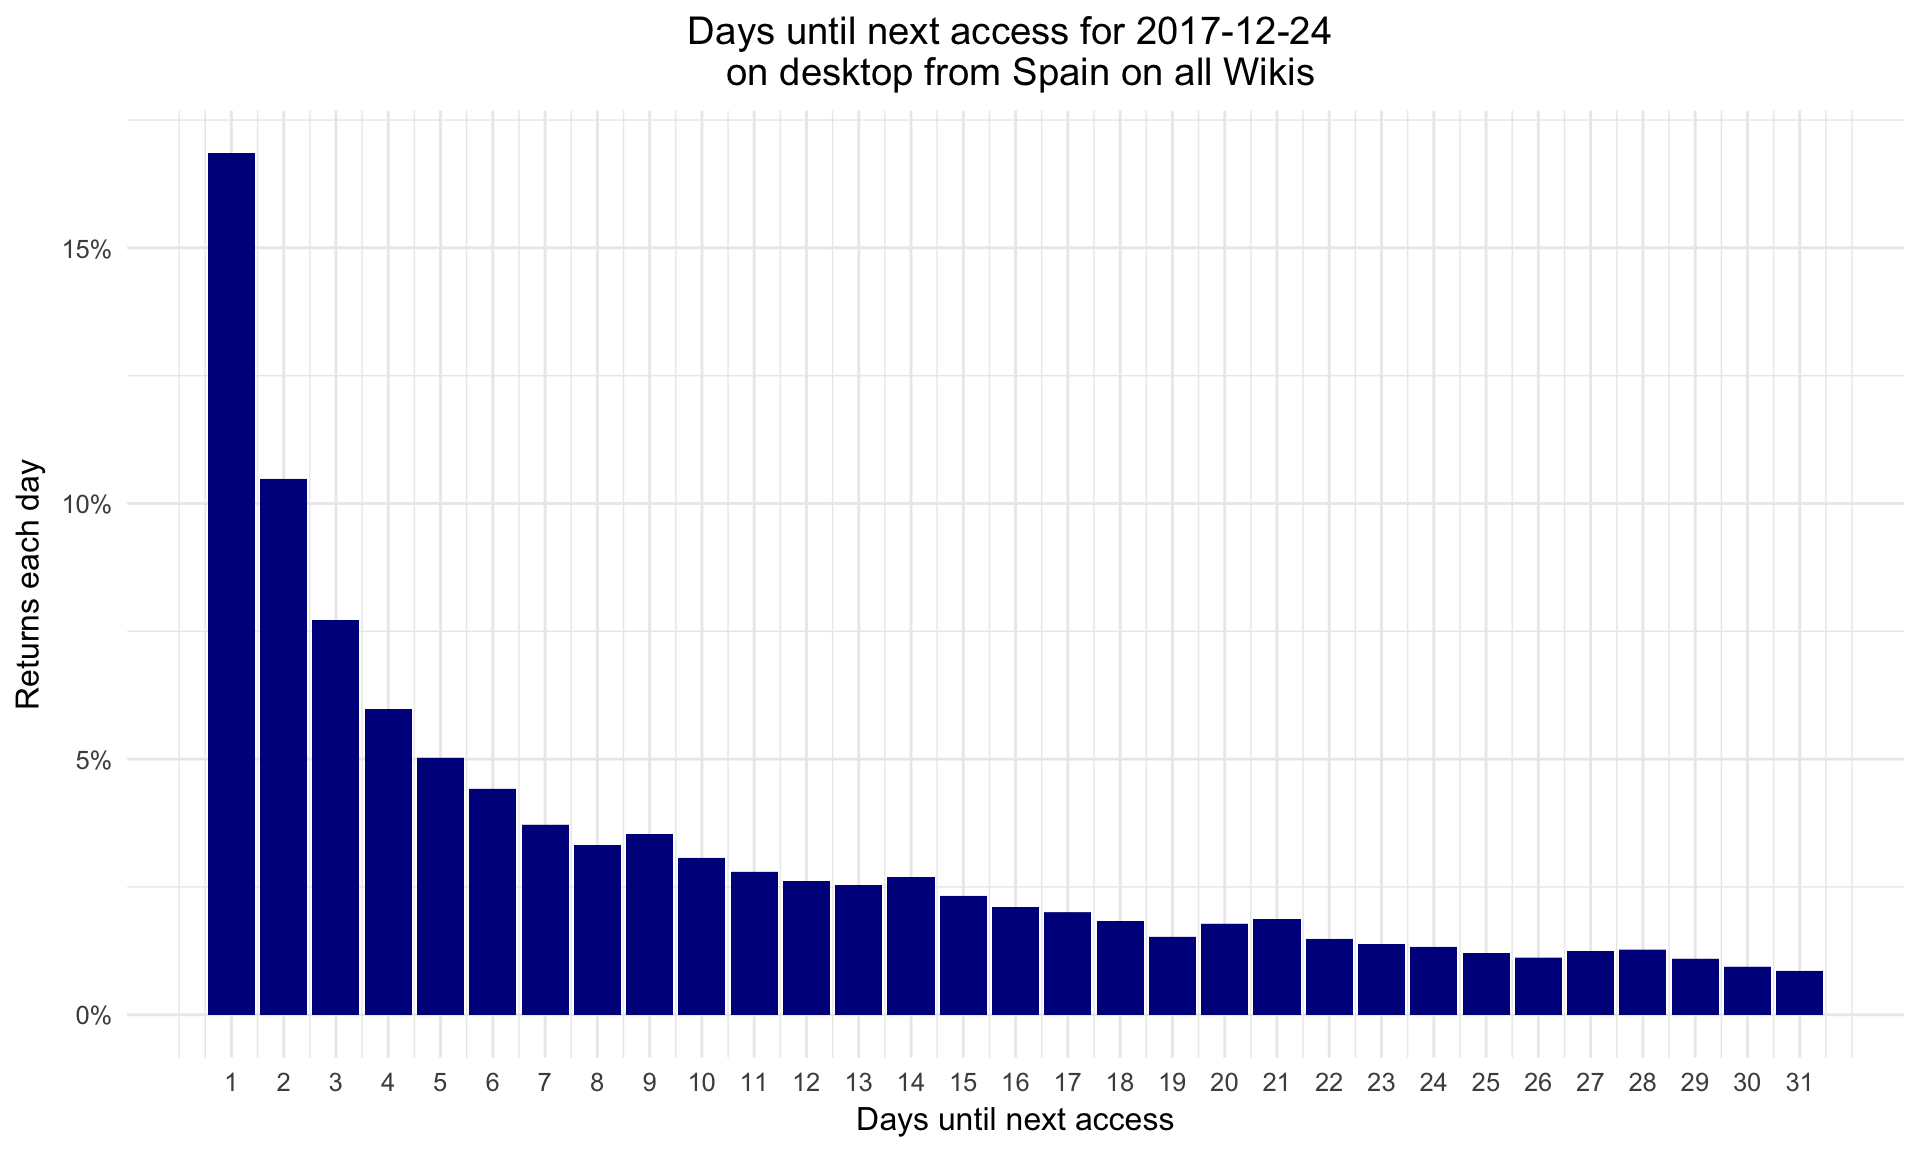 Days until next access for 2017-12-24
on desktop from Spain on all Wikis
Returns each day
15%
10%
5%
0%
1 2 3 4 5 6 7 8 9 10 11 12 13 14 15 16 17 18 19 20 21 22 23 24 25 26 27 28 29 30 31
Days until next access